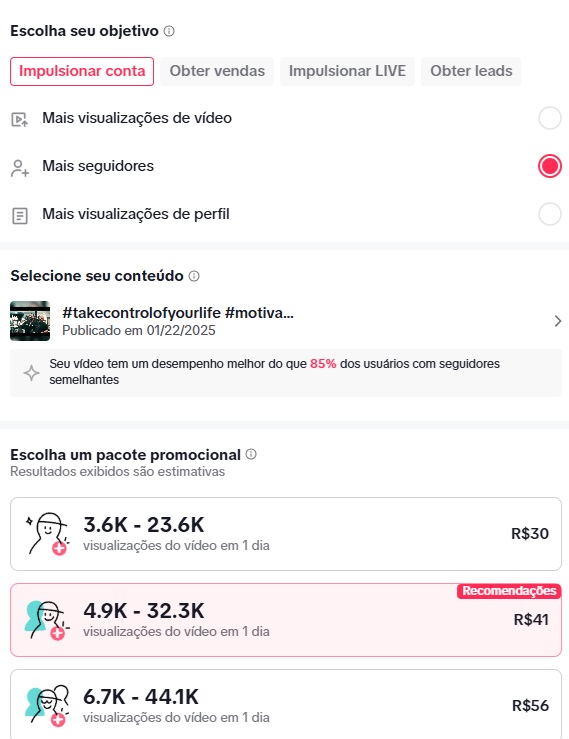 Escolha seu objetivo
Impulsionar conta
Obter vendas
Impulsionar LIVE
Obter leads
Mais visualizações de vídeo
Mais seguidores
Mais visualizações de perfil
Selecione seu conteúdo
#takecontrolofyourlife #motiva...
Publicado em 01/22/2025
Seu vídeo tem um desempenho melhor do que 85% dos usuários com seguidores
semelhantes
Escolha um pacote promocional
Resultados exibidos são estimativas
3.6K - 23.6K
R$30
visualizações do vídeo em 1 dia
Recomendações
4.9K - 32.3K
R$41
visualizações do vídeo em 1 dia
6.7K - 44.1K
R$56
visualizações do vídeo em 1 dia